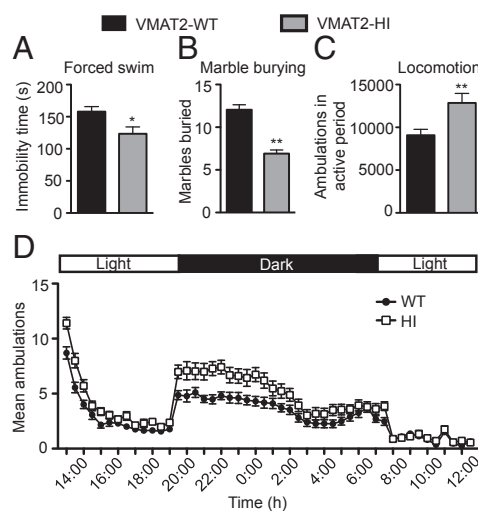 VMAT2-WT VMAT2-HI
A B C
Forced swim Marble burying Locomotion
Immobility time (s)
200
150
100
50
0
*
Marbles buried
15
10
5
0
**
Ambulations in
active period
15000
10000
5000
0
**
D
Light Dark Light
Mean ambulations
15
10
5
0
WT
HI
14:00 16:00 18:00 20:00 22:00 0:00 2:00 4:00 6:00 8:00 10:00 12:00
Time (h)